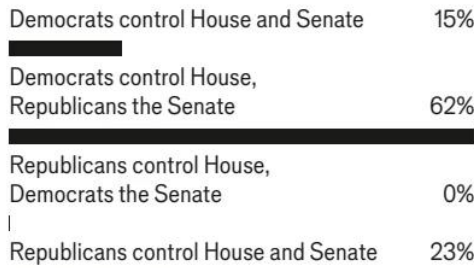 Democrats control House and Senate 15%
Democrats control House,
Republicans the Senate 62%
Republicans control House,
Democrats the Senate 0%
Republicans control House and Senate 23%